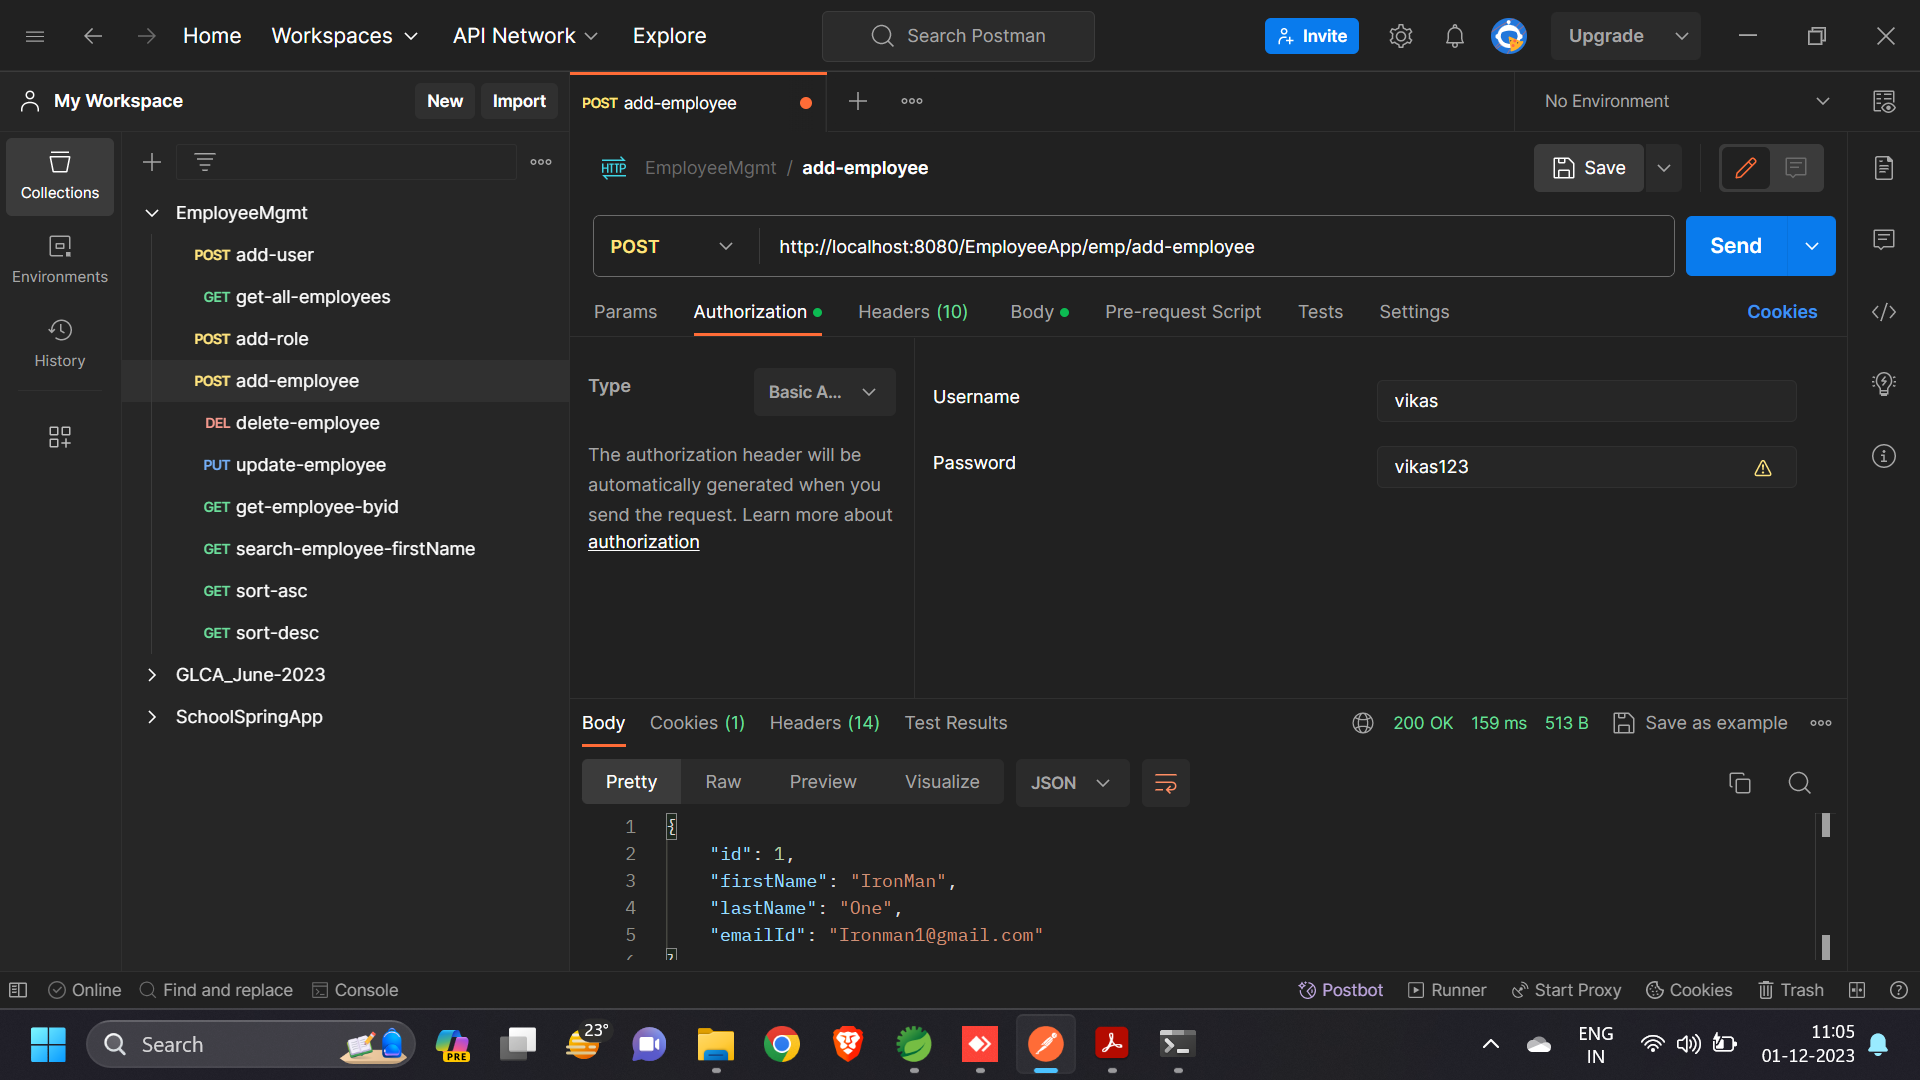 Home Workspaces API Network Explore Search Postman Invite Upgrade
My Workspace New Import
POST add-employee No Environment
Collections
Environments
History
EmployeeMgmt
POST add-user
GET get-all-employees
POST add-role
POST add-employee
DEL delete-employee
PUT update-employee
GET get-employee-byid
GET search-employee-firstName
GET sort-asc
GET sort-desc
GLCA_June-2023
SchoolSpringApp
HTTP EmployeeMgmt / add-employee Save
POST http://localhost:8080/EmployeeApp/emp/add-employee Send
Params Authorization Headers (10) Body Pre-request Script Tests Settings Cookies
Type Basic A...
The authorization header will be
automatically generated when you
send the request. Learn more about
authorization
Username vikas
Password vikas123
Body Cookies (1) Headers (14) Test Results 200 OK 159 ms 513 B Save as example
Pretty Raw Preview Visualize JSON
1 {
2 "id": 1,
3 "firstName": "IronMan",
4 "lastName": "One",
5 "emailId": "Ironman1@gmail.com"
6 }
Online Find and replace Console Postbot Runner Start Proxy Cookies Trash
Search PRE 23° ENG 11:05
IN 01-12-2023